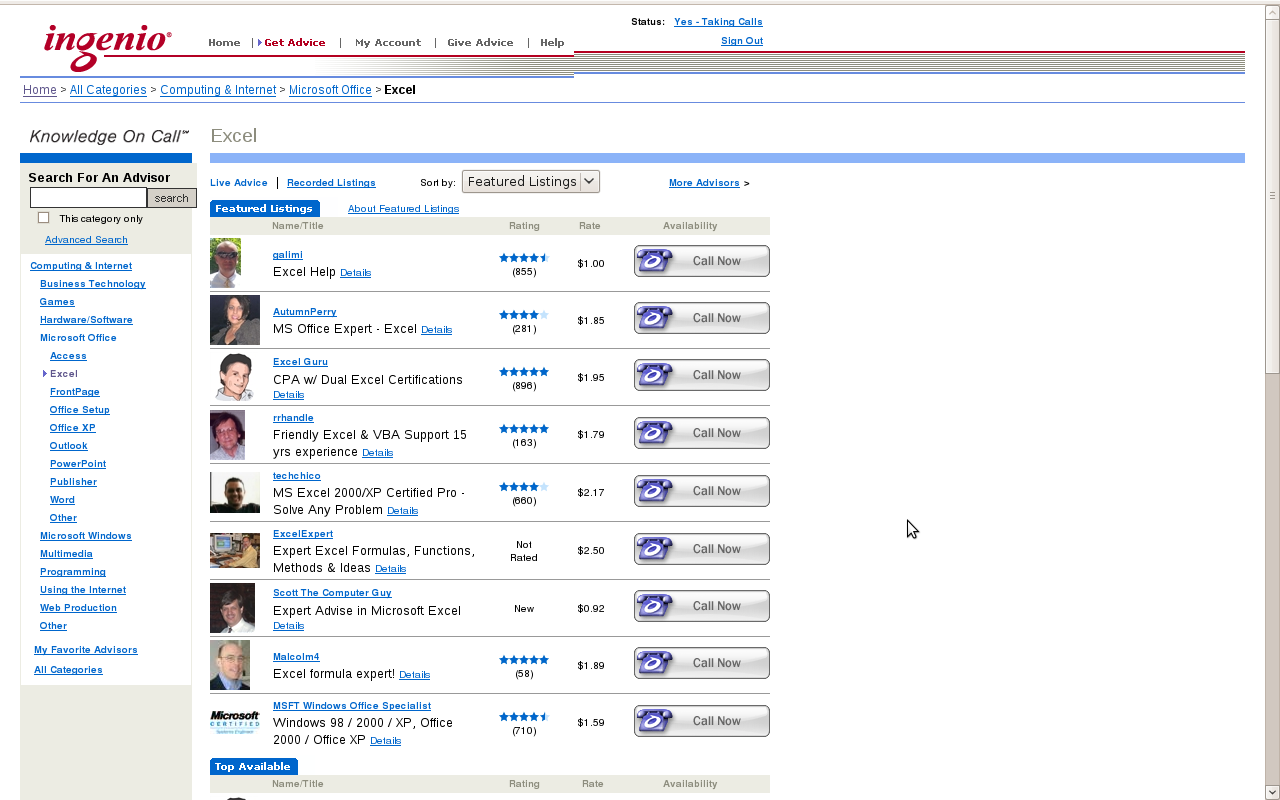 Status: Yes - Taking Calls
ingenio®
Home | Get Advice | My Account | Give Advice | Help
Sign Out
Home > All Categories > Computing & Internet > Microsoft Office > Excel
Knowledge On Call℠
Search For An Advisor
search
This category only
Advanced Search
Computing & Internet
Business Technology
Games
Hardware/Software
Microsoft Office
Access
Excel
FrontPage
Office Setup
Office XP
Outlook
PowerPoint
Publisher
Word
Other
Microsoft Windows
Multimedia
Programming
Using the Internet
Web Production
Other
My Favorite Advisors
All Categories
Excel
Live Advice | Recorded Listings Sort by: Featured Listings More Advisors >
Featured Listings About Featured Listings
Name/Title Rating Rate Availability
galimi
Excel Help Details
(855)
$1.00
Call Now
AutumnPerry
MS Office Expert - Excel Details
(281)
$1.85
Call Now
Excel Guru
CPA w/ Dual Excel Certifications
Details
(896)
$1.95
Call Now
rrhandle
Friendly Excel & VBA Support 15
yrs experience Details
(163)
$1.79
Call Now
techchico
MS Excel 2000/XP Certified Pro -
Solve Any Problem Details
(660)
$2.17
Call Now
ExcelExpert
Expert Excel Formulas, Functions,
Methods & Ideas Details
Not
Rated
$2.50
Call Now
Scott The Computer Guy
Expert Advise in Microsoft Excel
Details
New
$0.92
Call Now
Malcolm4
Excel formula expert! Details
(58)
$1.89
Call Now
Microsoft
CERTIFIED
Systems Engineer
MSFT Windows Office Specialist
Windows 98 / 2000 / XP, Office
2000 / Office XP Details
(710)
$1.59
Call Now
Top Available
Name/Title Rating Rate Availability